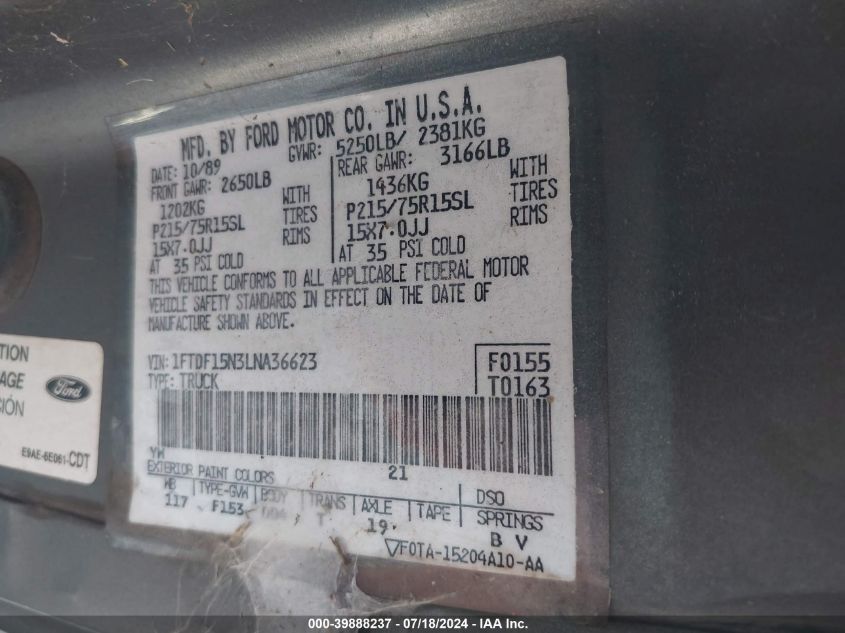 MFD. BY FORD MOTOR CO. IN U.S.A.
DATE: 10/89 GVWR: 5250LB/ 2381KG
FRONT GAWR: 2650LB REAR GAWR: 3166LB
1202KG WITH 1436KG WITH
P215/75R15SL TIRES P215/75R15SL TIRES
15X7.0JJ RIMS 15X7.0JJ RIMS
AT 35 PSI COLD AT 35 PSI COLD
THIS VEHICLE CONFORMS TO ALL APPLICABLE FEDERAL MOTOR
VEHICLE SAFETY STANDARDS IN EFFECT ON THE DATE OF
MANUFACTURE SHOWN ABOVE.
VIN: 1FTDF15N3LNA36623 F0155
TYPE: TRUCK T0163
YW 21
EXTERIOR PAINT COLORS DSO
WB TYPE-GVW BODY TRANS AXLE TAPE SPRINGS
117 F153 T 19 B V
F0TA-15204A10-AA
TION
AGE
CIÓN
Ford
E9AE-6E061-CDT
000-39888237 - 07/18/2024 - IAA Inc.